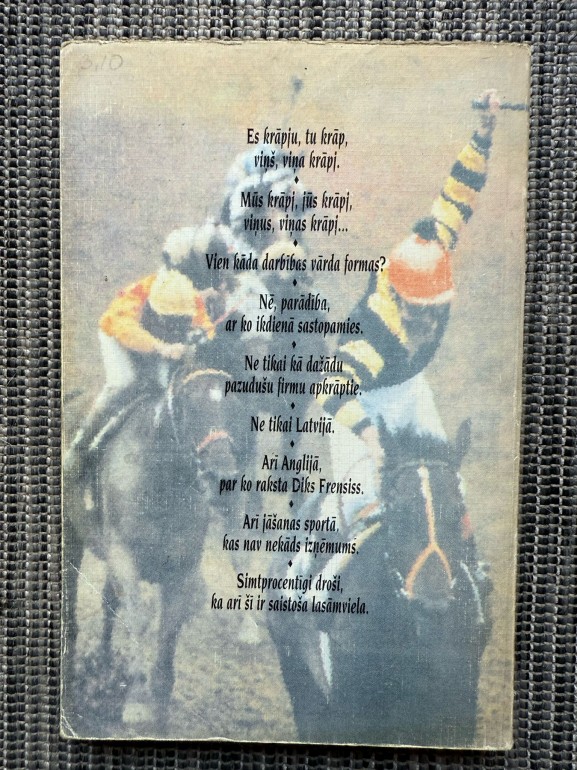 3.10
Es krāpju, tu krāp,
viņš, viņa krāpj.
Mūs krāpj, jūs krāpj,
viņus, viņas krāpj...
Vien kāda darbības vārda formas?
Nē, parādība,
ar ko ikdienā sastopamies.
Ne tikai kā dažādu
pazudušu firmu apkrāptie.
Ne tikai Latvijā.
Arī Anglijā,
par ko raksta Diks Frensiss.
Arī jāšanas sportā,
kas nav nekāds izņēmums.
Simtprocentīgi droši,
ka arī šī ir saistoša lasāmviela.